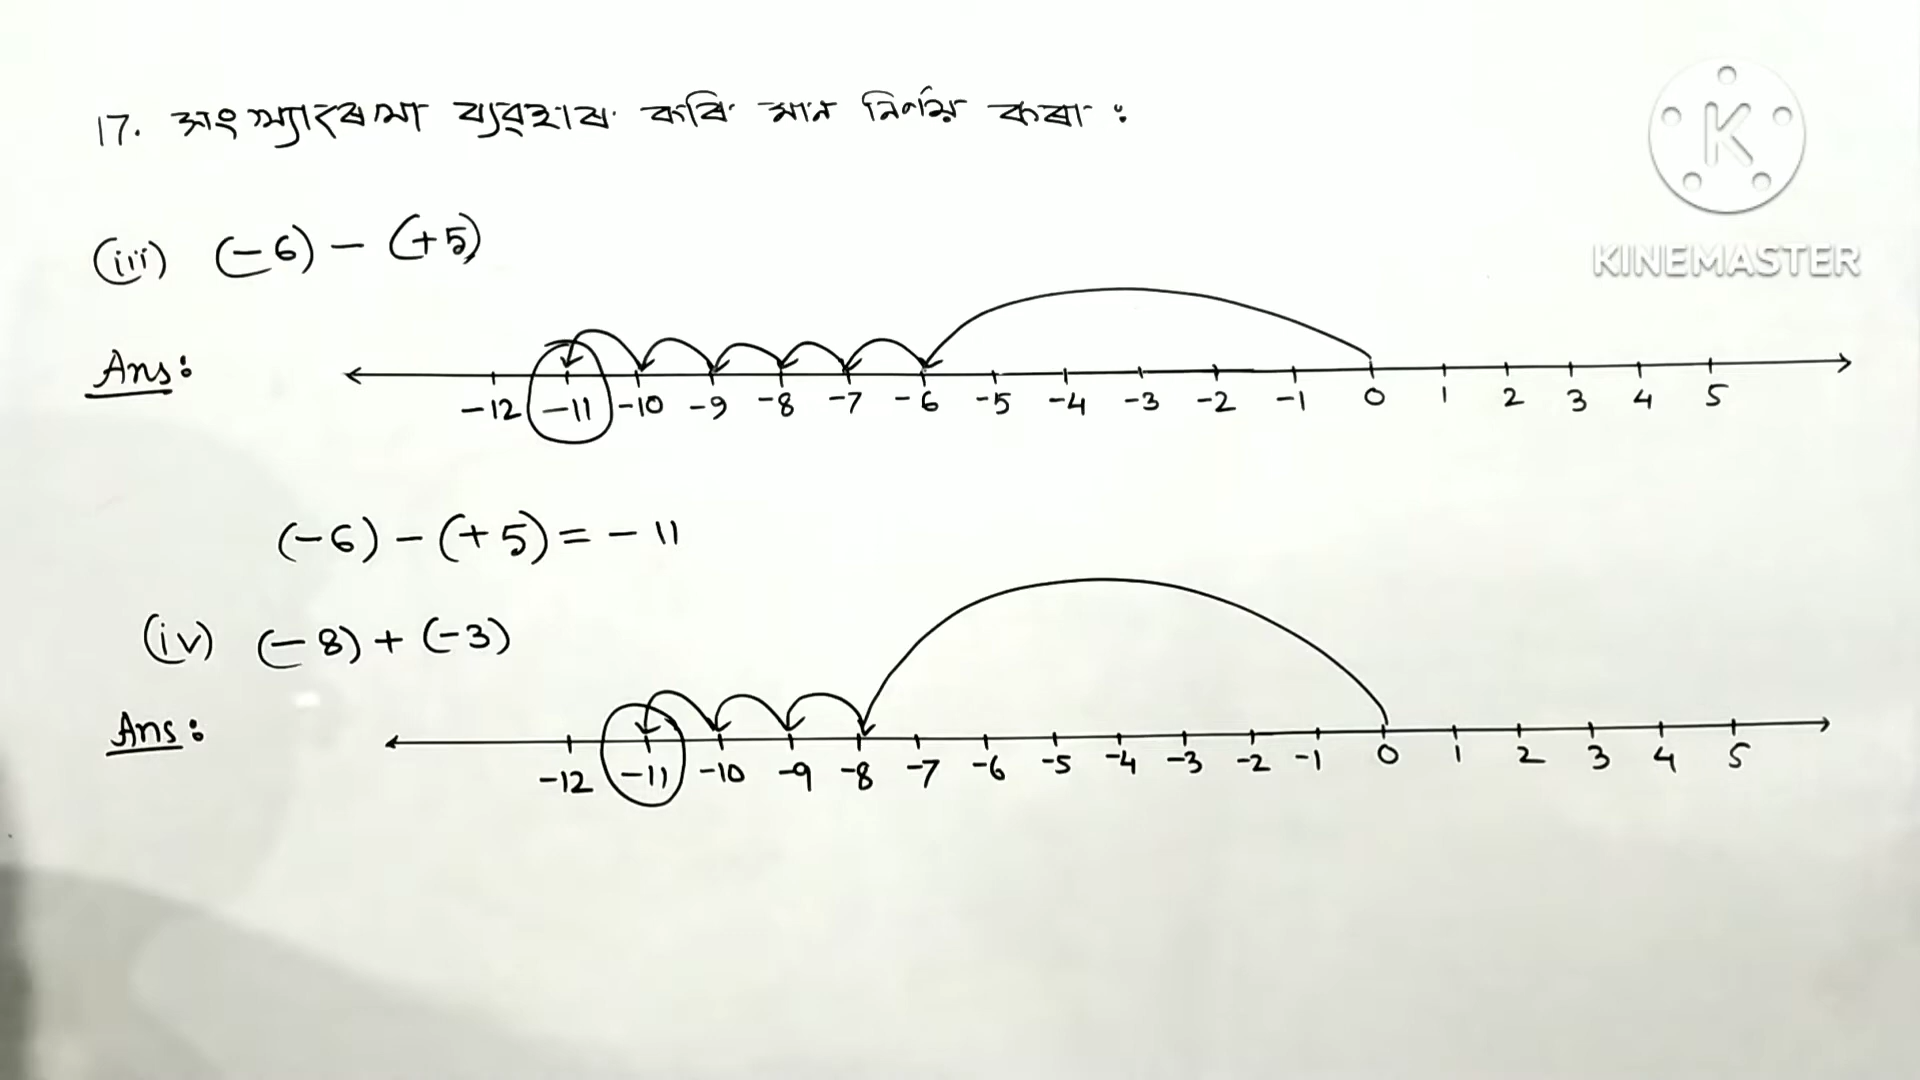 17. সংখ্যাৰেখা ব্যৱহাৰ কৰি মান নিৰ্ণয় কৰা :
K
KINEMASTER
(iii) (-6) - (+5)
Ans:
-12 -11 -10 -9 -8 -7 -6 -5 -4 -3 -2 -1 0 1 2 3 4 5
(-6) - (+5) = - 11
(iv) (-8) + (-3)
Ans:
-12 -11 -10 -9 -8 -7 -6 -5 -4 -3 -2 -1 0 1 2 3 4 5